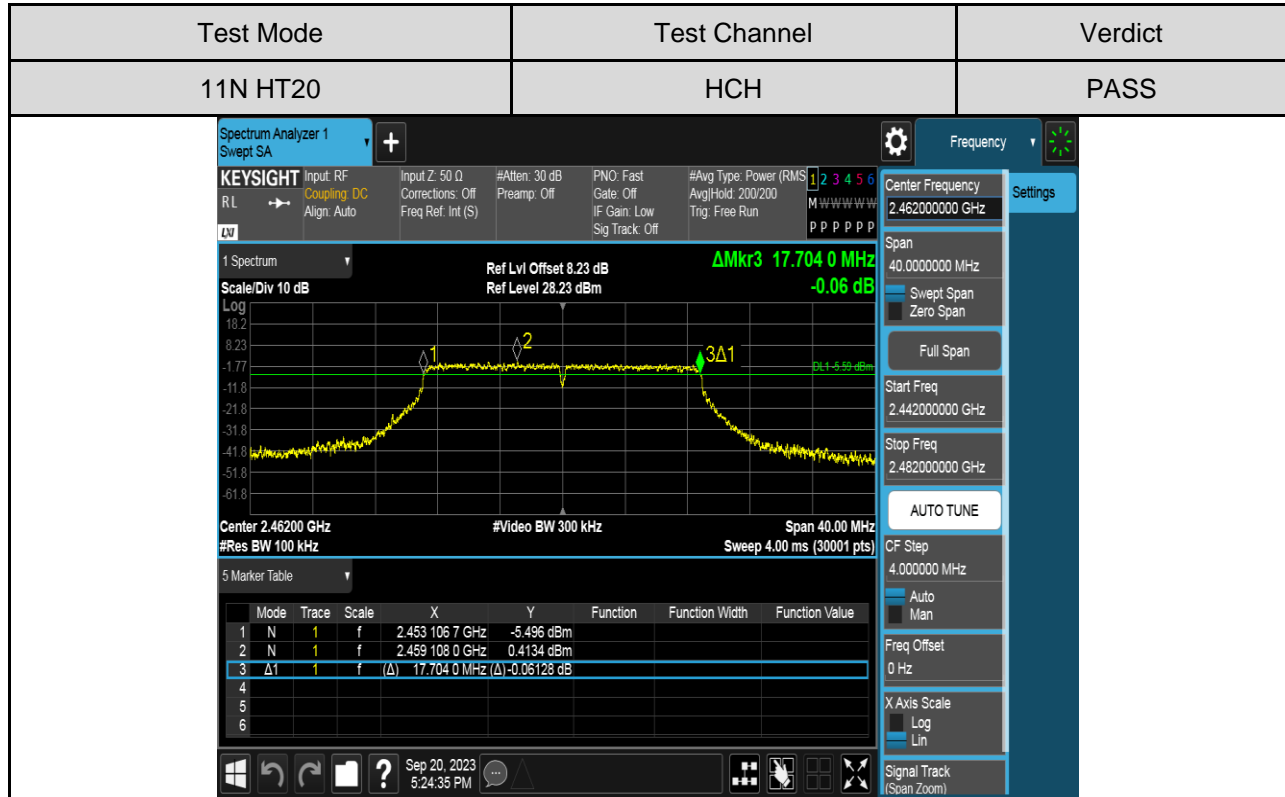 Test Mode Test Channel Verdict
11N HT20 HCH PASS
Spectrum Analyzer 1
Swept SA
+
Frequency
KEYSIGHT Input: RF Input Z: 50 Ω #Atten: 30 dB PNO: Fast #Avg Type: Power (RMS 1 2 3 4 5 6
RL Coupling: DC Corrections: Off Preamp: Off Gate: Off Avg|Hold: 200/200 M W W W W W
Align: Auto Freq Ref: Int (S) IF Gain: Low Trig: Free Run
LXI Sig Track: Off P P P P P P
1 Spectrum
Ref Lvl Offset 8.23 dB ΔMkr3 17.704 0 MHz
Scale/Div 10 dB Ref Level 28.23 dBm -0.06 dB
Log
18.2
8.23
-1.77
-11.8
-21.8
-31.8
-41.8
-51.8
-61.8
1 2 3Δ1
DL1 -5.59 dBm
Center 2.46200 GHz #Video BW 300 kHz Span 40.00 MHz
#Res BW 100 kHz Sweep 4.00 ms (30001 pts)
5 Marker Table
Mode Trace Scale X Y Function Function Width Function Value
1 N 1 f 2.453 106 7 GHz -5.496 dBm
2 N 1 f 2.459 108 0 GHz 0.4134 dBm
3 Δ1 1 f (Δ) 17.704 0 MHz (Δ) -0.06128 dB
4
5
6
?
Sep 20, 2023
5:24:35 PM
Center Frequency
2.462000000 GHz
Settings
Span
40.0000000 MHz
Swept Span
Zero Span
Full Span
Start Freq
2.442000000 GHz
Stop Freq
2.482000000 GHz
AUTO TUNE
CF Step
4.000000 MHz
Auto
Man
Freq Offset
0 Hz
X Axis Scale
Log
Lin
Signal Track
(Span Zoom)